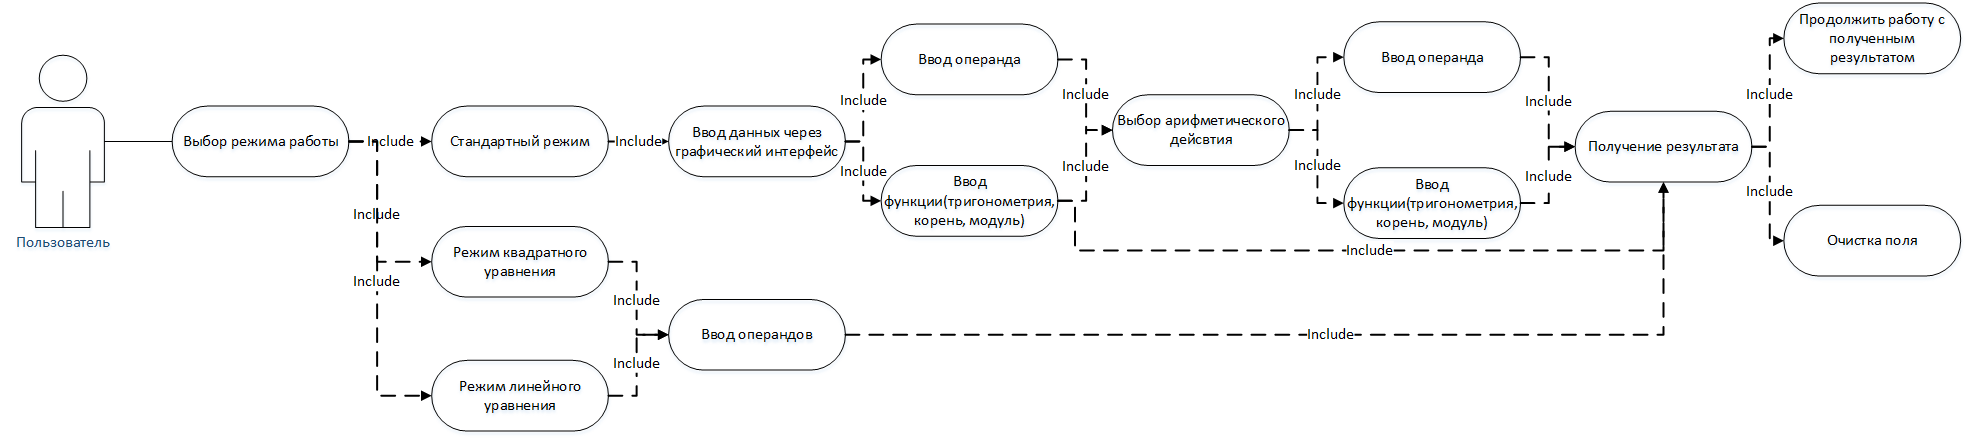 Пользователь
Выбор режима работы
Include
Include
Include
Стандартный режим
Include
Режим квадратного
уравнения
Режим линейного
уравнения
Include
Include
Ввод операндов
Include
Ввод данных через
графический интерфейс
Include
Include
Ввод операнда
Ввод
функции(тригонометрия,
корень, модуль)
Include
Include
Include
Выбор арифметического
дейсвтия
Include
Include
Ввод операнда
Ввод
функции(тригонометрия,
корень, модуль)
Include
Include
Получение результата
Include
Include
Продолжить работу с
полученным
результатом
Очистка поля